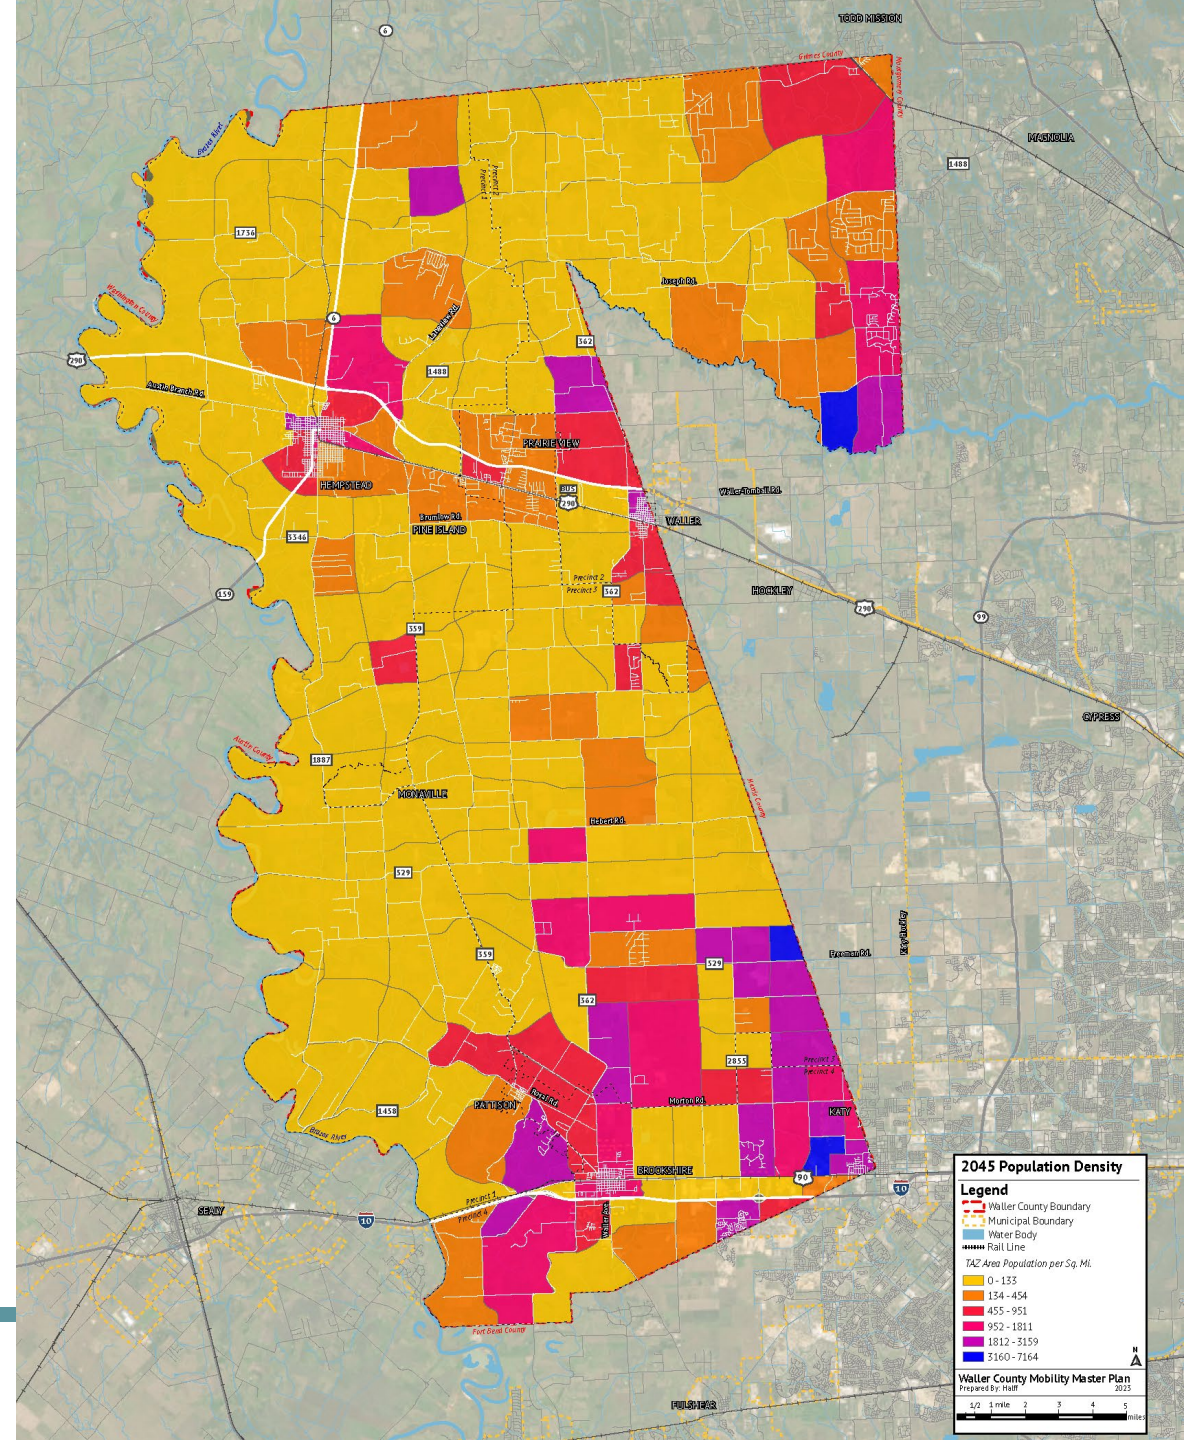 TODD MISSION
6
Grimes County
Montgomery County
Brazos River
MAGNOLIA
1488
Precinct 2
Precinct 1
1736
Joseph Rd.
Washington County
6
290
362
1488
Austin Branch Rd.
PRAIRIE VIEW
HEMPSTEAD
BUS
290
Waller-Tomball Rd.
Brumlow Rd.
PINE ISLAND
WALLER
3346
Precinct 2
Precinct 3
362
HOCKLEY
159
290
99
359
CYPRESS
Austin County
1887
MONAVILLE
Harris County
Hebert Rd.
529
359
529
Freeman Rd.
Katy-Hockley
362
2855
Precinct 3
Precinct 4
Royal Rd.
PATTISON
Morton Rd.
KATY
1458
Brazos River
BROOKSHIRE
90
10
Precinct 1
Precinct 4
SEALY
10
Waller Ave.
Fort Bend County
FULSHEAR
2045 Population Density
Legend
Waller County Boundary
Municipal Boundary
Water Body
Rail Line
TAZ Area Population per Sq. Mi.
0 - 133
134 - 454
455 - 951
952 - 1811
1812 - 3159
3160 - 7164
N
Waller County Mobility Master Plan
Prepared By: Halff 2023
1/2 1 mile 2 3 4 5
miles